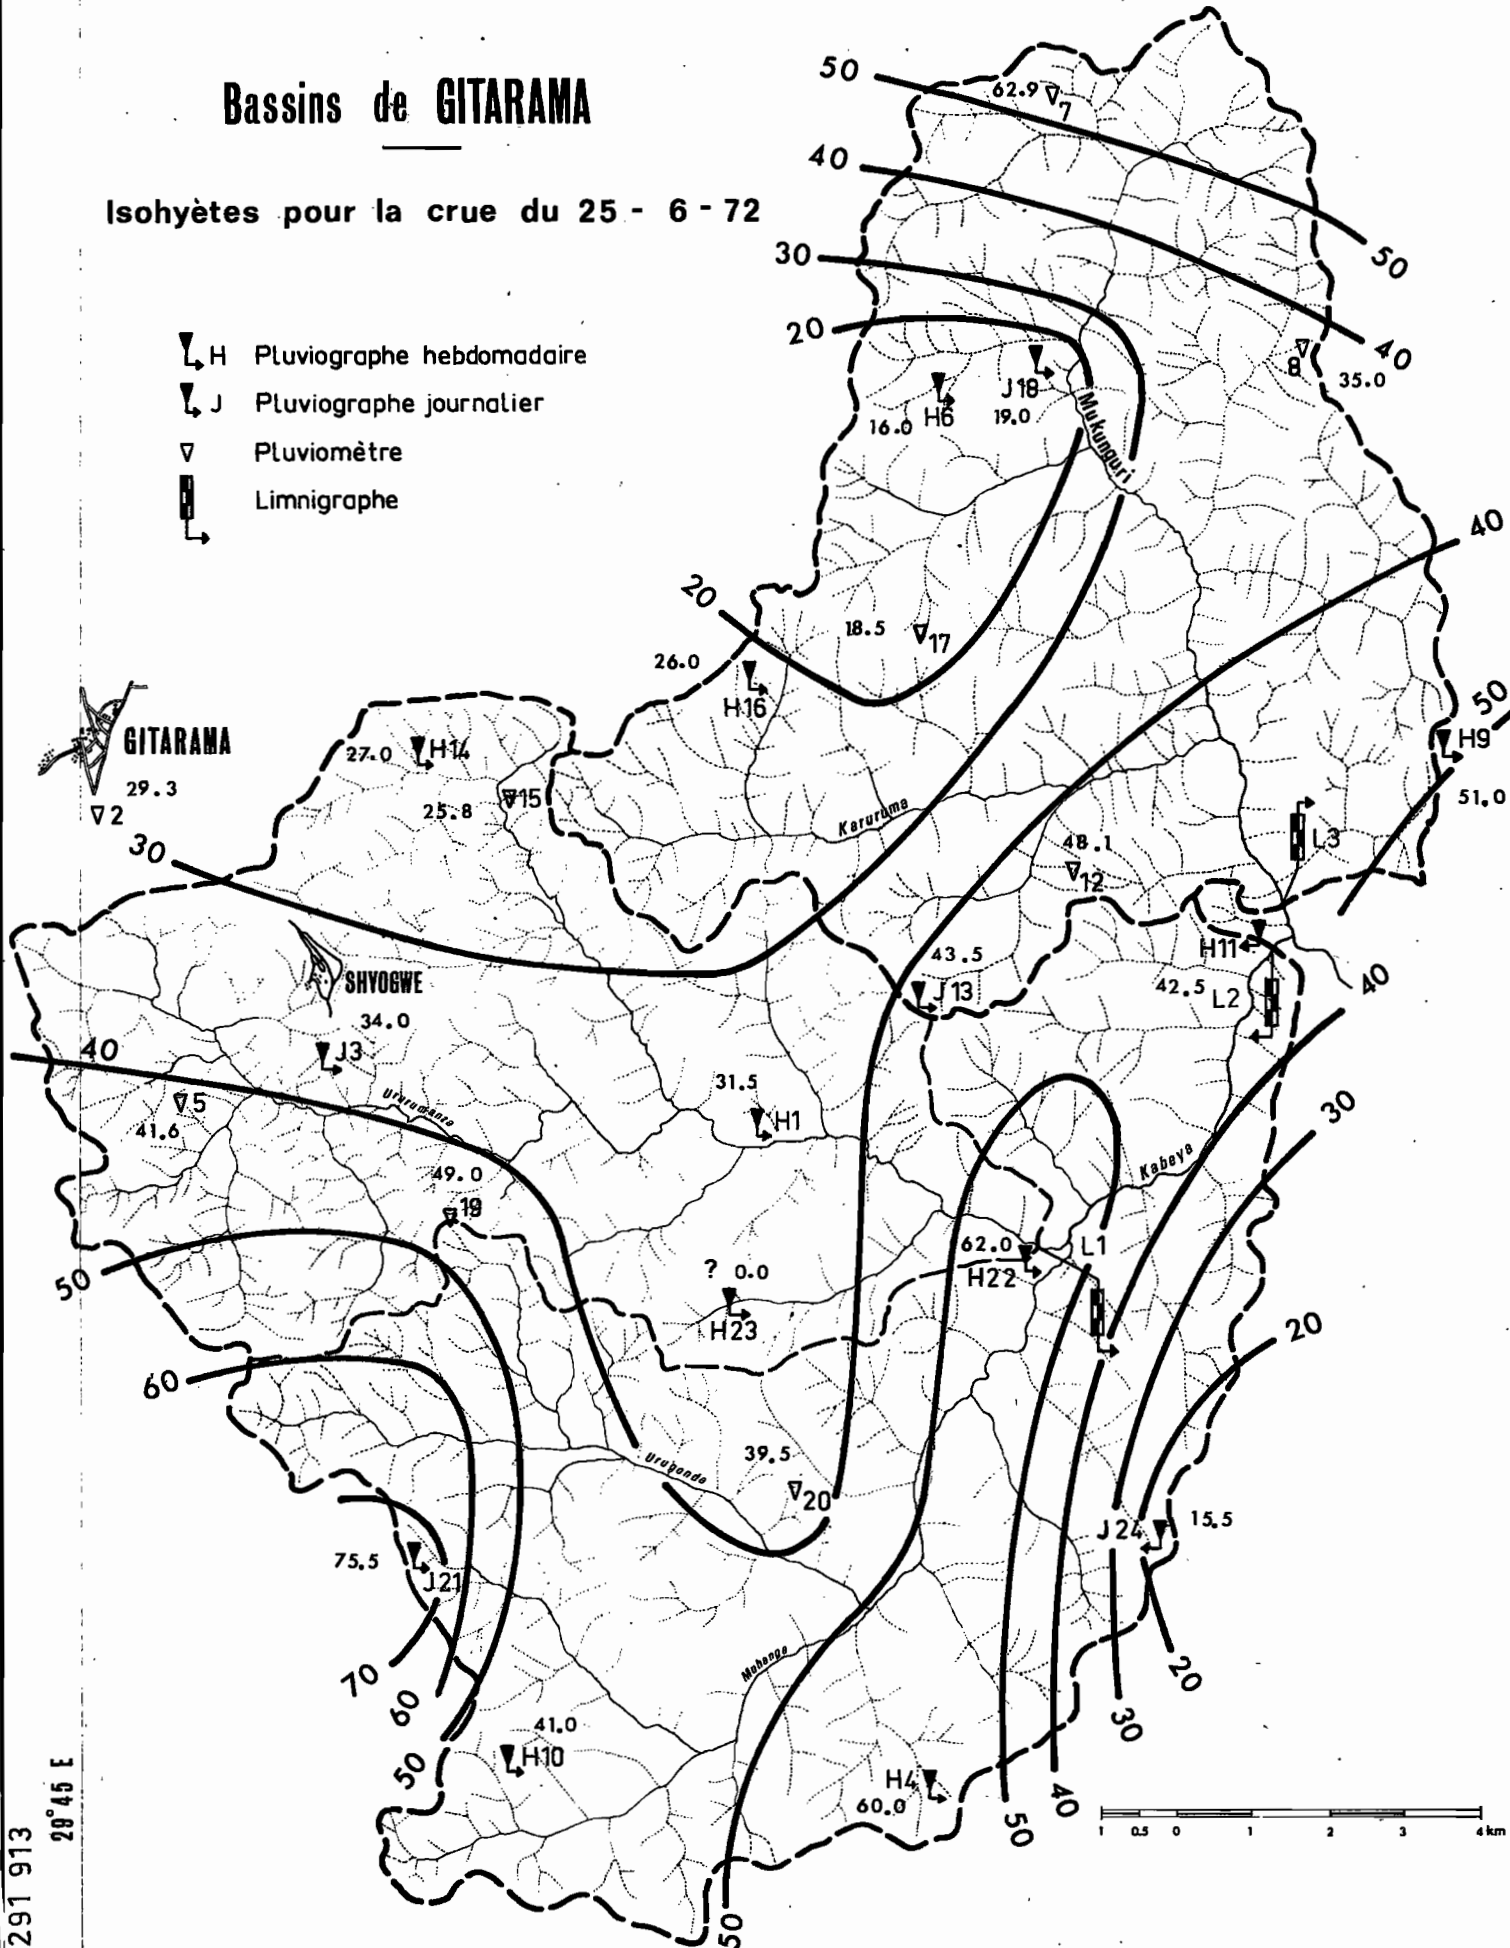 Bassins de GITARAMA
Isohyètes pour la crue du 25 - 6 - 72
H Pluviographe hebdomadaire
J Pluviographe journalier
Pluviomètre
Limnigraphe
50
62.9
7
40
50
30
20
40
8
35.0
J18
19.0
H6
16.0
Mukunguri
40
20
18.5
17
26.0
H16
50
H9
51.0
GITARAMA
29.3
2
27.0
H14
25.8
15
Karuruma
48.1
12
L3
30
H11
43.5
J13
42.5
L2
40
SHYOGWE
34.0
J3
40
5
41.6
Ururumanza
31.5
H1
30
Kabeya
49.0
19
50
62.0
H22
L1
? 0.0
H23
20
60
Urugonda
39.5
20
J24
15.5
75.5
J21
70
60
50
Muhanga
41.0
H10
H4
60.0
20
30
40
50
50
1 0.5 0 1 2 3 4 km
29°45 E
291 913